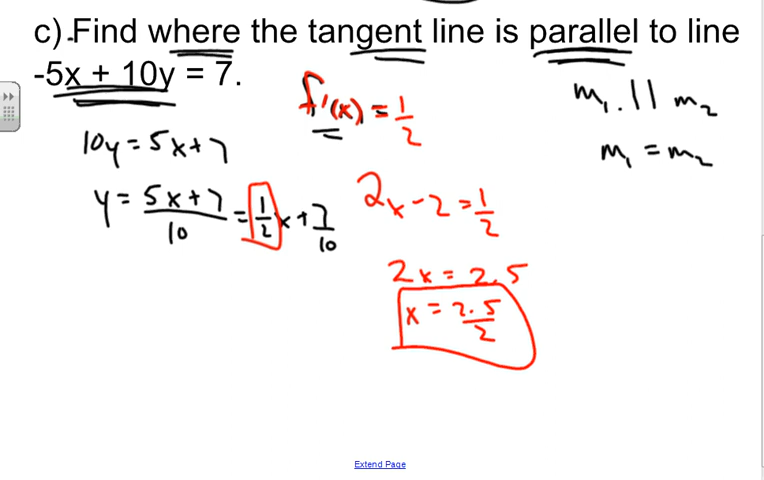 c). Find where the tangent line is parallel to line
-5x + 10y = 7.
10y = 5x + 7
y = 5x + 7 / 10 = 1/2 x + 7/10
f'(x) = 1/2
2x - 2 = 1/2
2x = 2.5
x = 2.5/2
m₁ || m₂
m₁ = m₂
Extend Page